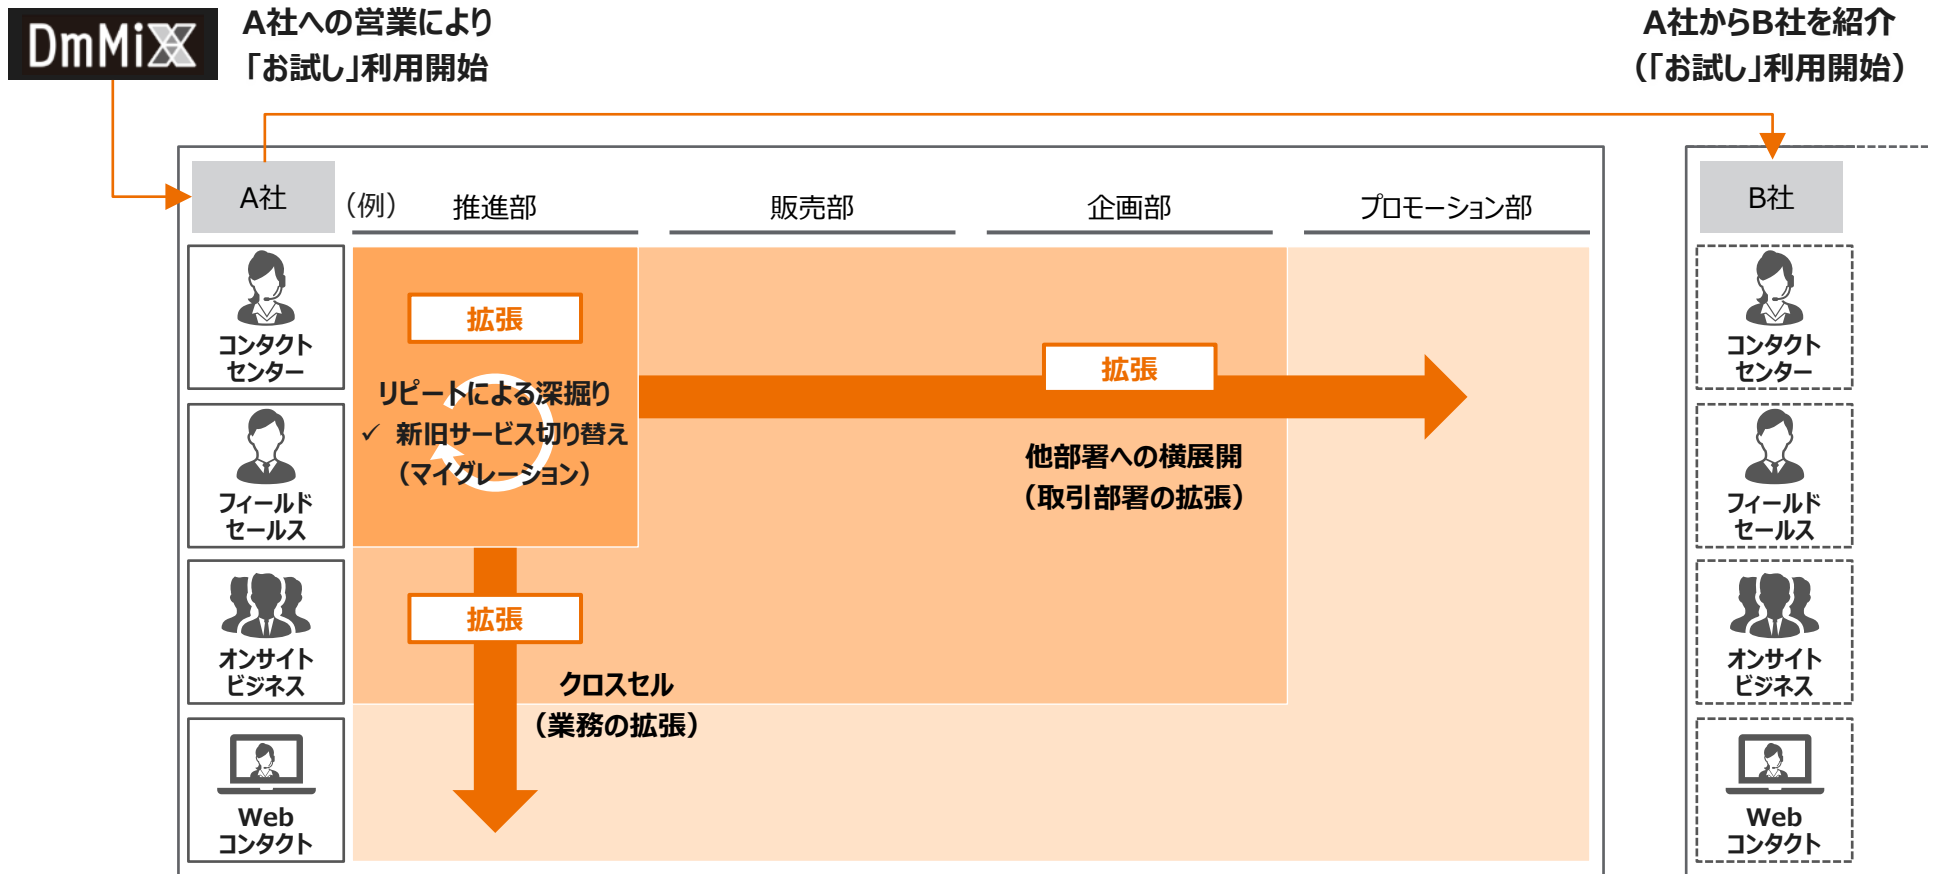 DmMiX
A社への営業により
「お試し」利用開始
A社からB社を紹介
（「お試し」利用開始）
A社
（例）
推進部
販売部
企画部
プロモーション部
B社
コンタクト
センター
フィールド
セールス
オンサイト
ビジネス
Web
コンタクト
拡張
リピートによる深掘り
✓ 新旧サービス切り替え
（マイグレーション）
拡張
他部署への横展開
（取引部署の拡張）
拡張
クロスセル
（業務の拡張）
コンタクト
センター
フィールド
セールス
オンサイト
ビジネス
Web
コンタクト